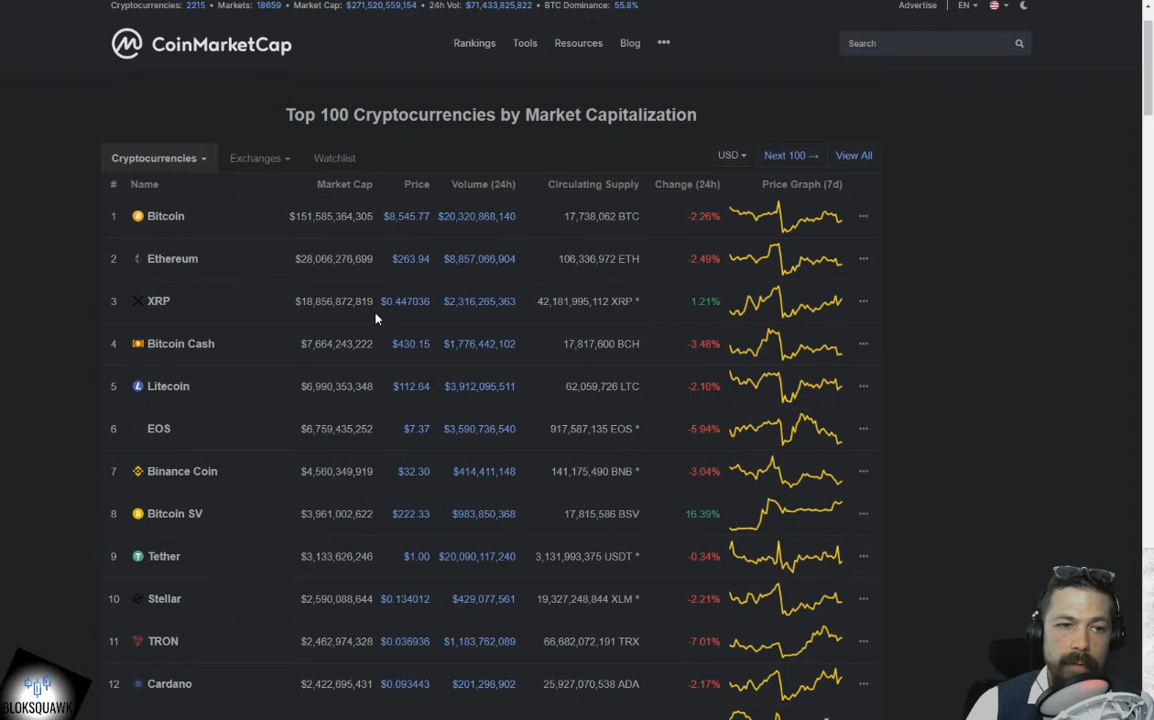 Cryptocurrencies: 2215 • Markets: 18659 • Market Cap: $271,520,559,154 • 24h Vol: $71,433,825,822 • BTC Dominance: 55.8% Advertise EN
CoinMarketCap Rankings Tools Resources Blog ••• Search
Top 100 Cryptocurrencies by Market Capitalization
Cryptocurrencies Exchanges Watchlist USD Next 100 → View All
# Name Market Cap Price Volume (24h) Circulating Supply Change (24h) Price Graph (7d)
1 Bitcoin $151,585,364,305 $8,545.77 $20,320,868,140 17,738,062 BTC -2.26%
2 Ethereum $28,066,276,699 $263.94 $8,857,066,904 106,336,972 ETH -2.49%
3 XRP $18,856,872,819 $0.447036 $2,316,265,363 42,181,995,112 XRP * 1.21%
4 Bitcoin Cash $7,664,243,222 $430.15 $1,776,442,102 17,817,600 BCH -3.48%
5 Litecoin $6,990,353,348 $112.64 $3,912,095,511 62,059,726 LTC -2.10%
6 EOS $6,759,435,252 $7.37 $3,590,736,540 917,587,135 EOS * -5.94%
7 Binance Coin $4,560,349,919 $32.30 $414,411,148 141,175,490 BNB * -3.04%
8 Bitcoin SV $3,961,002,622 $222.33 $983,850,368 17,815,586 BSV 16.39%
9 Tether $3,133,626,246 $1.00 $20,090,117,240 3,131,993,375 USDT * -0.34%
10 Stellar $2,590,088,644 $0.134012 $429,077,561 19,327,248,844 XLM * -2.21%
11 TRON $2,462,974,328 $0.036936 $1,183,762,089 66,682,072,191 TRX -7.01%
12 Cardano $2,422,695,431 $0.093443 $201,298,902 25,927,070,538 ADA -2.17%
BLOKSQUAWK